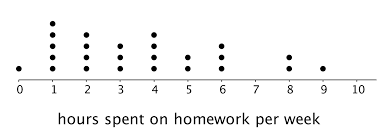 0 1 2 3 4 5 6 7 8 9 10
hours spent on homework per week